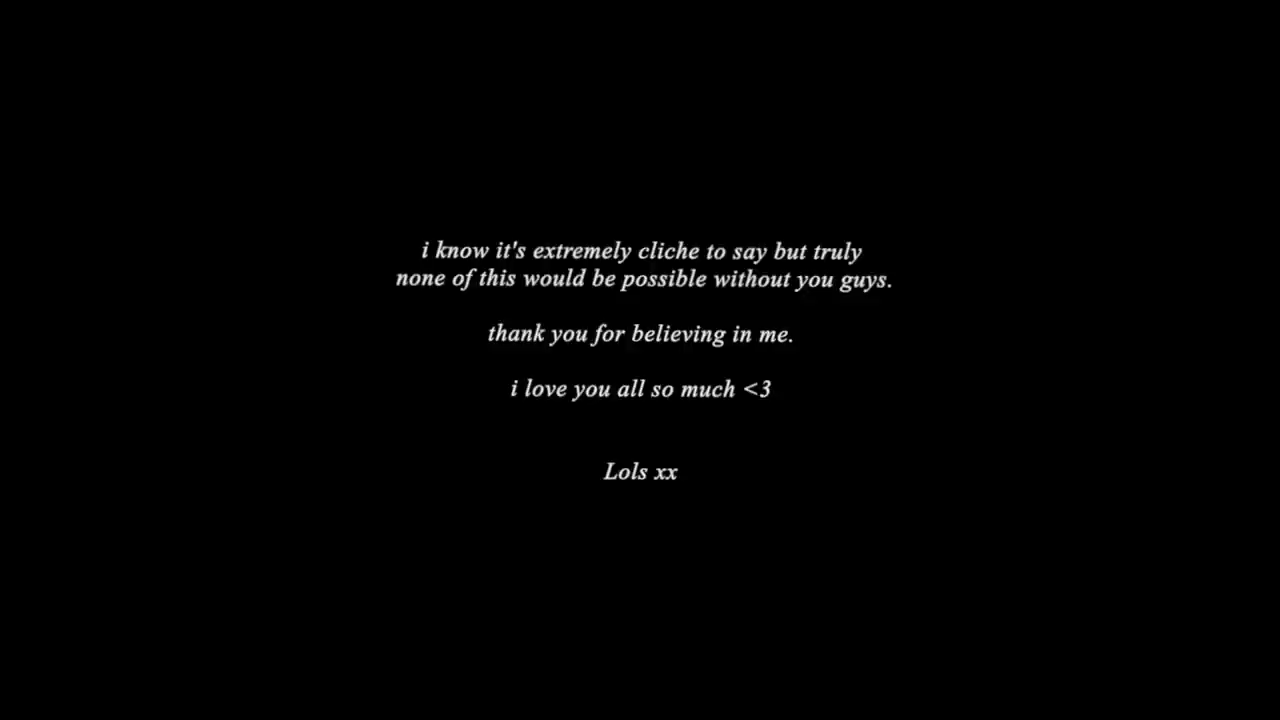 i know it's extremely cliche to say but truly
none of this would be possible without you guys.
thank you for believing in me.
i love you all so much <3
Lols xx